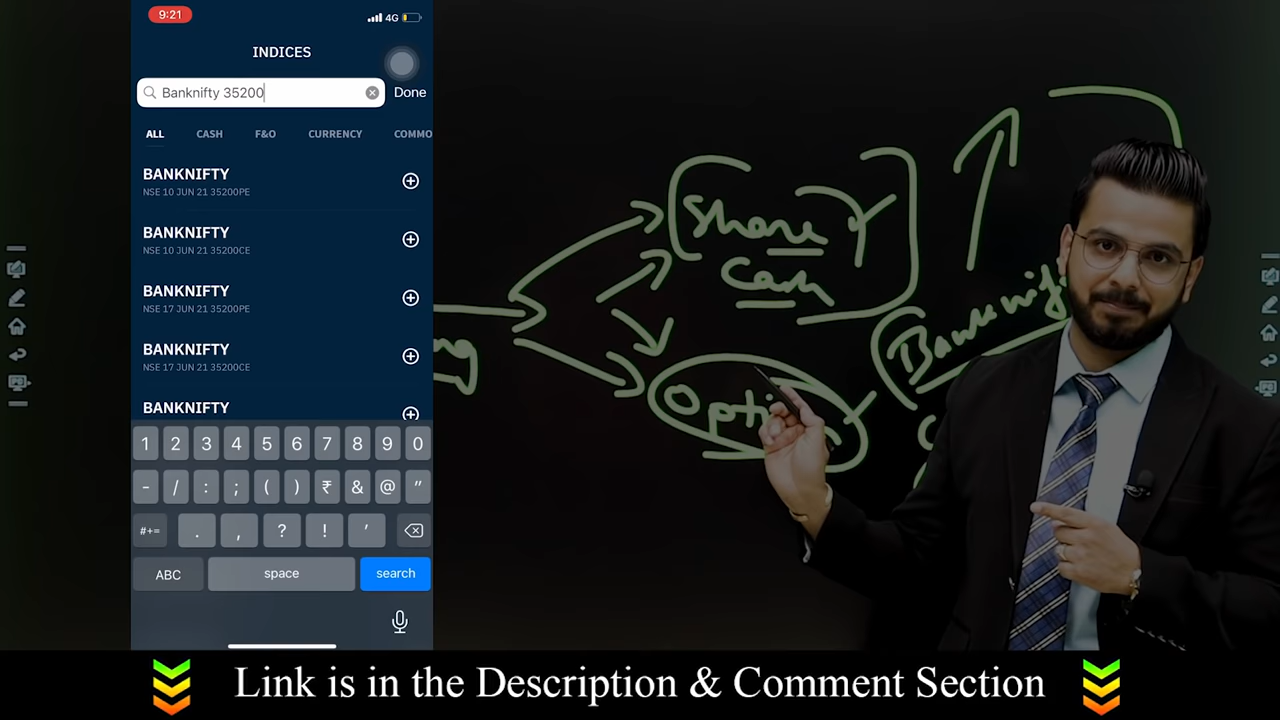 9:21
4G
INDICES
Banknifty 35200
Done
ALL CASH F&O CURRENCY COMMO
BANKNIFTY
NSE 10 JUN 21 35200PE
BANKNIFTY
NSE 10 JUN 21 35200CE
BANKNIFTY
NSE 17 JUN 21 35200PE
BANKNIFTY
NSE 17 JUN 21 35200CE
BANKNIFTY
1 2 3 4 5 6 7 8 9 0
- / : ; ( ) ₹ & @ "
#+= . , ? ! '
ABC space search
Share
Cash
Link is in the Description & Comment Section